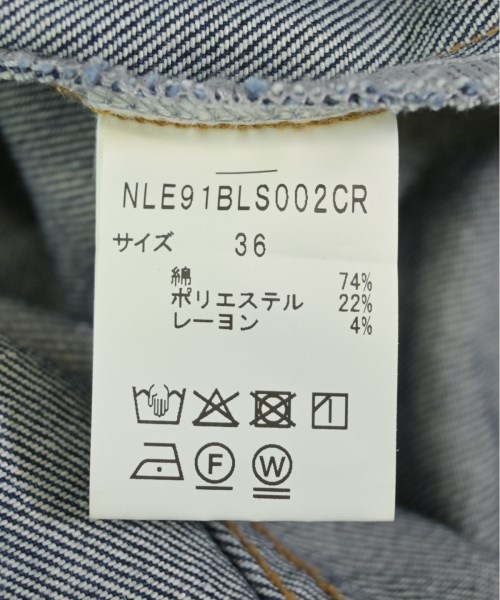 NLE91BLS002CR
サイズ 36
綿 74%
ポリエステル 22%
レーヨン 4%
F W